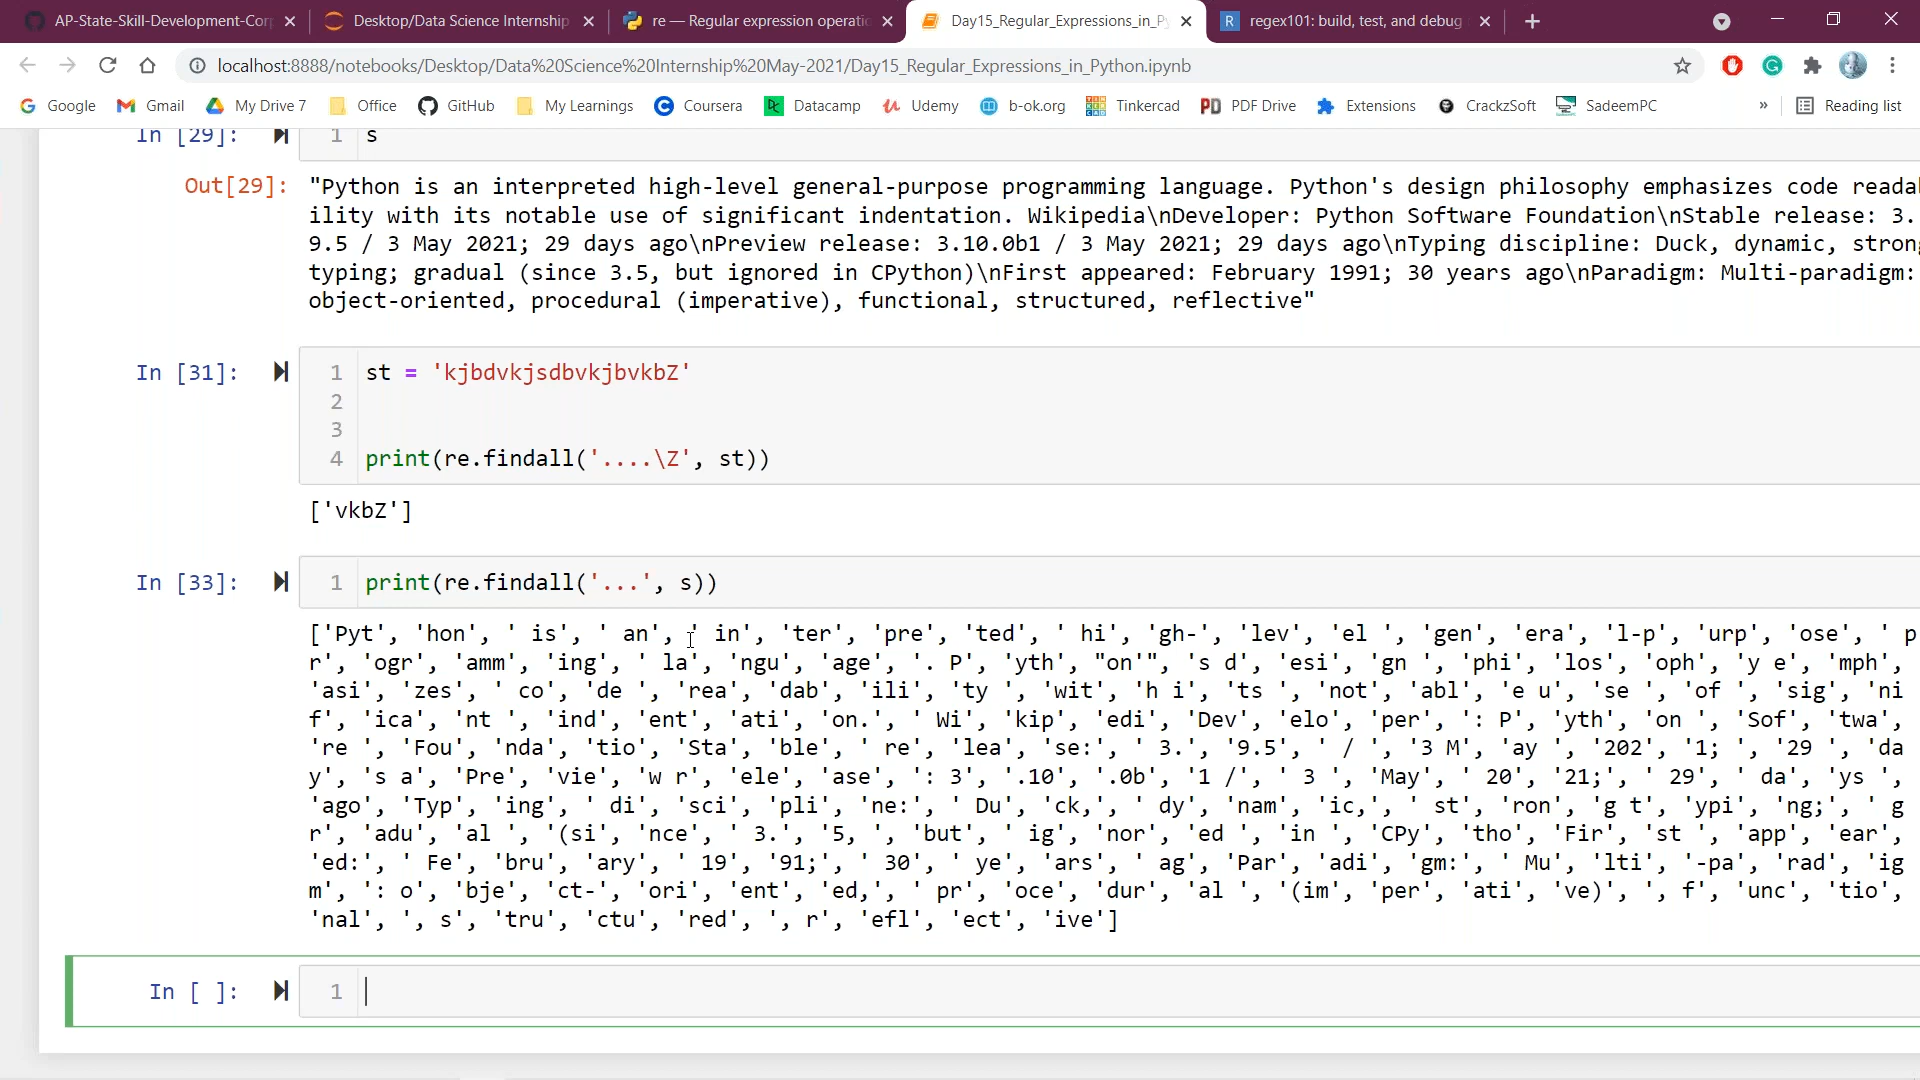 AP-State-Skill-Development-Corp
Desktop/Data Science Internship
re — Regular expression operatio
Day15_Regular_Expressions_in_Py
R regex101: build, test, and debug
localhost:8888/notebooks/Desktop/Data%20Science%20Internship%20May-2021/Day15_Regular_Expressions_in_Python.ipynb
Google Gmail My Drive 7 Office GitHub My Learnings Coursera Datacamp Udemy b-ok.org Tinkercad PDF Drive Extensions CrackzSoft SadeemPC » Reading list
In [29]: 1 s
Out[29]: "Python is an interpreted high-level general-purpose programming language. Python's design philosophy emphasizes code reada
ility with its notable use of significant indentation. Wikipedia\nDeveloper: Python Software Foundation\nStable release: 3.
9.5 / 3 May 2021; 29 days ago\nPreview release: 3.10.0b1 / 3 May 2021; 29 days ago\nTyping discipline: Duck, dynamic, strong
typing; gradual (since 3.5, but ignored in CPython)\nFirst appeared: February 1991; 30 years ago\nParadigm: Multi-paradigm:
object-oriented, procedural (imperative), functional, structured, reflective"
In [31]: 1 st = 'kjbdvkjsdbvkjbvkbZ'
2
3
4 print(re.findall('....\Z', st))
['vkbZ']
In [33]: 1 print(re.findall('...', s))
['Pyt', 'hon', ' is', ' an', ' in', 'ter', 'pre', 'ted', ' hi', 'gh-', 'lev', 'el ', 'gen', 'era', 'l-p', 'urp', 'ose', ' p
r', 'ogr', 'amm', 'ing', ' la', 'ngu', 'age', '. P', 'yth', "on'", 's d', 'esi', 'gn ', 'phi', 'los', 'oph', 'y e', 'mph',
'asi', 'zes', ' co', 'de ', 'rea', 'dab', 'ili', 'ty ', 'wit', 'h i', 'ts ', 'not', 'abl', 'e u', 'se ', 'of ', 'sig', 'ni
f', 'ica', 'nt ', 'ind', 'ent', 'ati', 'on.', ' Wi', 'kip', 'edi', 'Dev', 'elo', 'per', ': P', 'yth', 'on ', 'Sof', 'twa',
're ', 'Fou', 'nda', 'tio', 'Sta', 'ble', ' re', 'lea', 'se:', ' 3.', '9.5', ' / ', '3 M', 'ay ', '202', '1; ', '29 ', 'da
y', 's a', 'Pre', 'vie', 'w r', 'ele', 'ase', ': 3', '.10', '.0b', '1 /', ' 3 ', 'May', ' 20', '21;', ' 29', ' da', 'ys ',
'ago', 'Typ', 'ing', ' di', 'sci', 'pli', 'ne:', ' Du', 'ck,', ' dy', 'nam', 'ic,', ' st', 'ron', 'g t', 'ypi', 'ng;', ' g
r', 'adu', 'al ', '(si', 'nce', ' 3.', '5, ', 'but', ' ig', 'nor', 'ed ', 'in ', 'CPy', 'tho', 'Fir', 'st ', 'app', 'ear',
'ed:', ' Fe', 'bru', 'ary', ' 19', '91;', ' 30', ' ye', 'ars', ' ag', 'Par', 'adi', 'gm:', ' Mu', 'lti', '-pa', 'rad', 'ig
m', ': o', 'bje', 'ct-', 'ori', 'ent', 'ed,', ' pr', 'oce', 'dur', 'al ', '(im', 'per', 'ati', 've)', ', f', 'unc', 'tio',
'nal', ', s', 'tru', 'ctu', 'red', ', r', 'efl', 'ect', 'ive']
In [ ]: 1